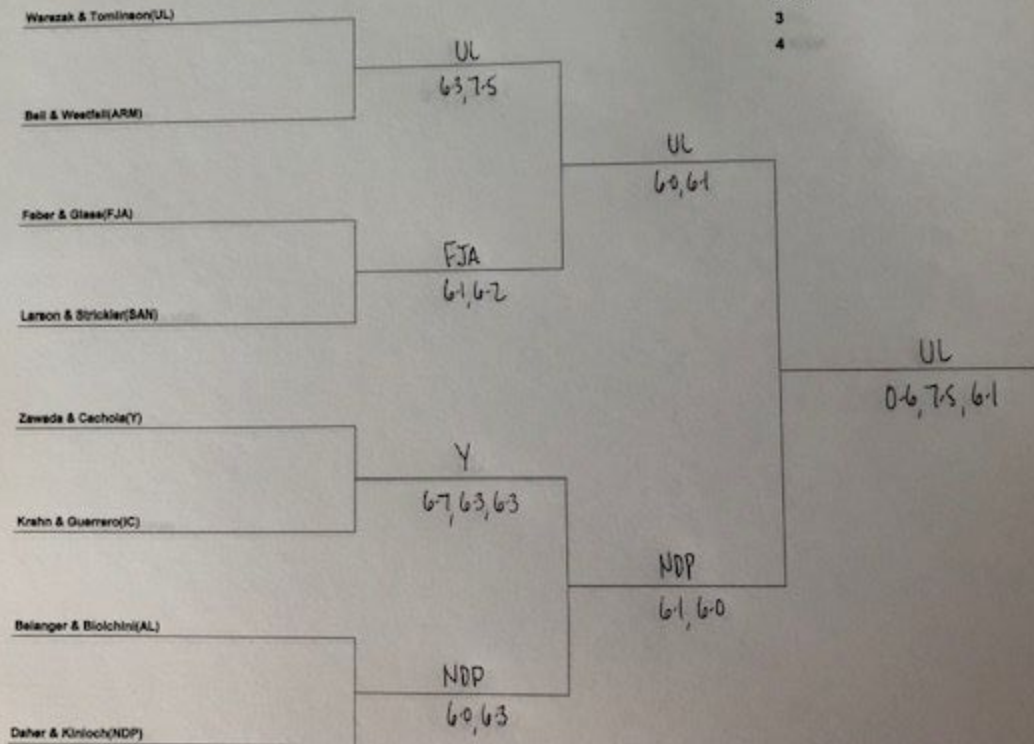 Warszak & Tomlinson(UL)
3
4
UL
6-3, 7-5
Bell & Westfall(ARM)
UL
6-0, 6-1
Faber & Glass(FJA)
FJA
6-1, 6-2
Larson & Strickler(SAN)
UL
0-6, 7-5, 6-1
Zawada & Cachola(Y)
Y
6-7, 6-3, 6-3
Krahn & Guerrero(IC)
NDP
6-1, 6-0
Belanger & Biolchini(AL)
NDP
6-0, 6-3
Daher & Kinloch(NDP)